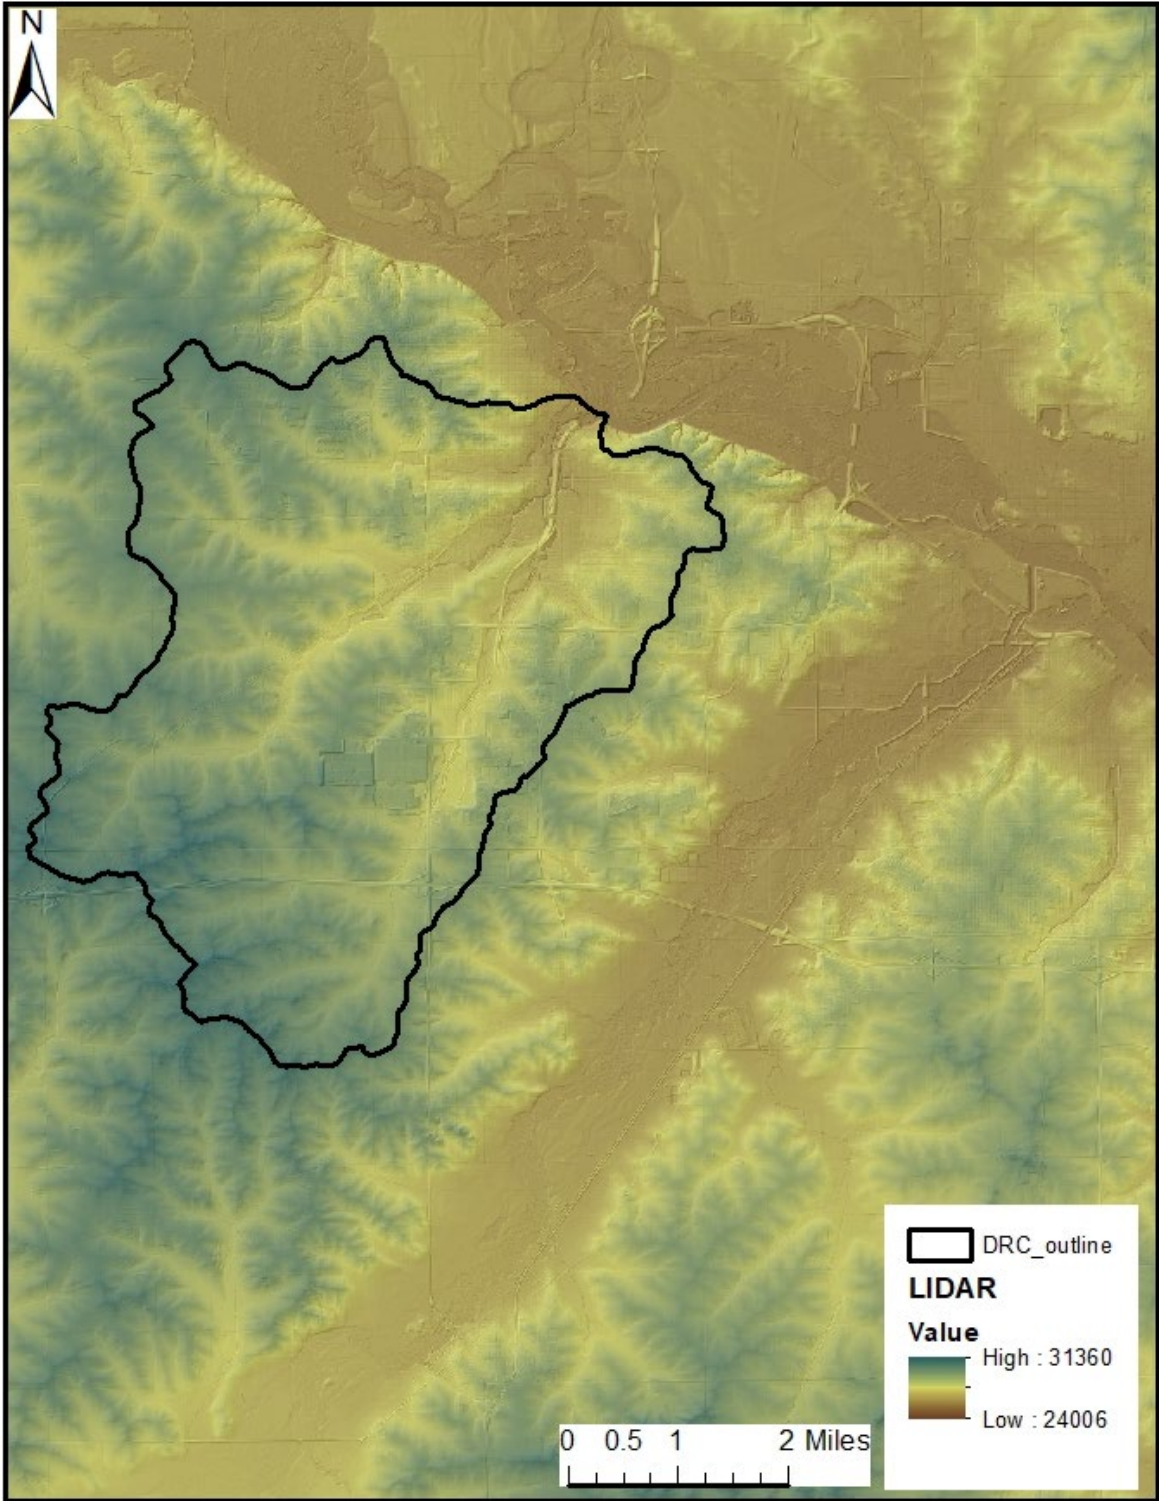 N
DRC_outline
LIDAR
Value
High : 31360
Low : 24006
0 0.5 1 2 Miles